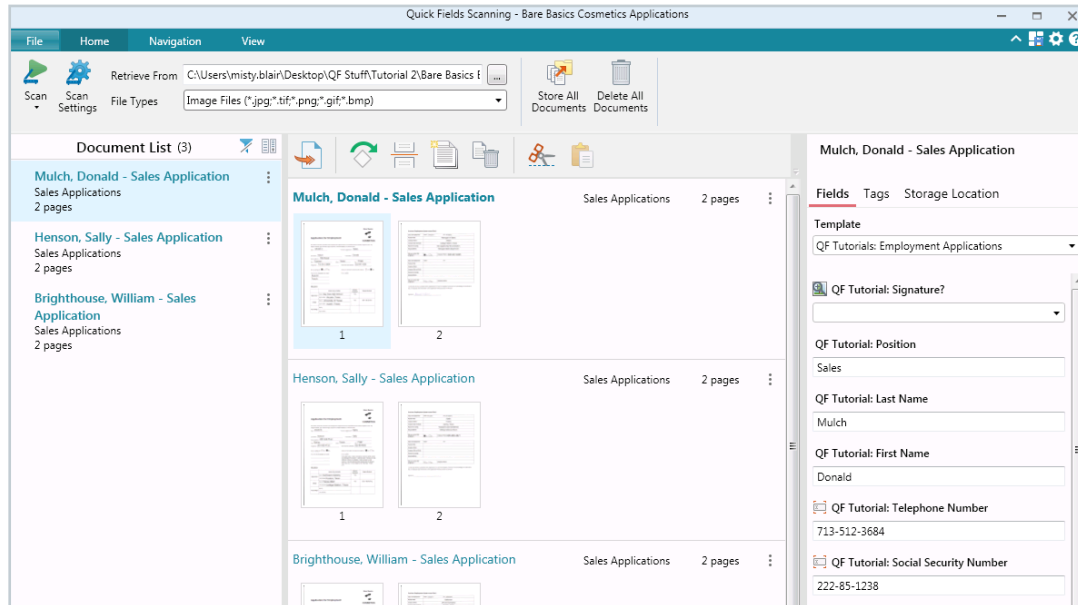 Quick Fields Scanning - Bare Basics Cosmetics Applications
File Home Navigation View
Scan
Scan Settings
Retrieve From C:\Users\misty.blair\Desktop\QF Stuff\Tutorial 2\Bare Basics
File Types Image Files (*.jpg;*.tif;*.png;*.gif;*.bmp)
Store All Documents
Delete All Documents
Document List (3)
Mulch, Donald - Sales Application
Sales Applications
2 pages
Henson, Sally - Sales Application
Sales Applications
2 pages
Brighthouse, William - Sales
Application
Sales Applications
2 pages
Mulch, Donald - Sales Application Sales Applications 2 pages
1 2
Henson, Sally - Sales Application Sales Applications 2 pages
1 2
Brighthouse, William - Sales Application Sales Applications 2 pages
Mulch, Donald - Sales Application
Fields Tags Storage Location
Template
QF Tutorials: Employment Applications
QF Tutorial: Signature?
QF Tutorial: Position
Sales
QF Tutorial: Last Name
Mulch
QF Tutorial: First Name
Donald
QF Tutorial: Telephone Number
713-512-3684
QF Tutorial: Social Security Number
222-85-1238